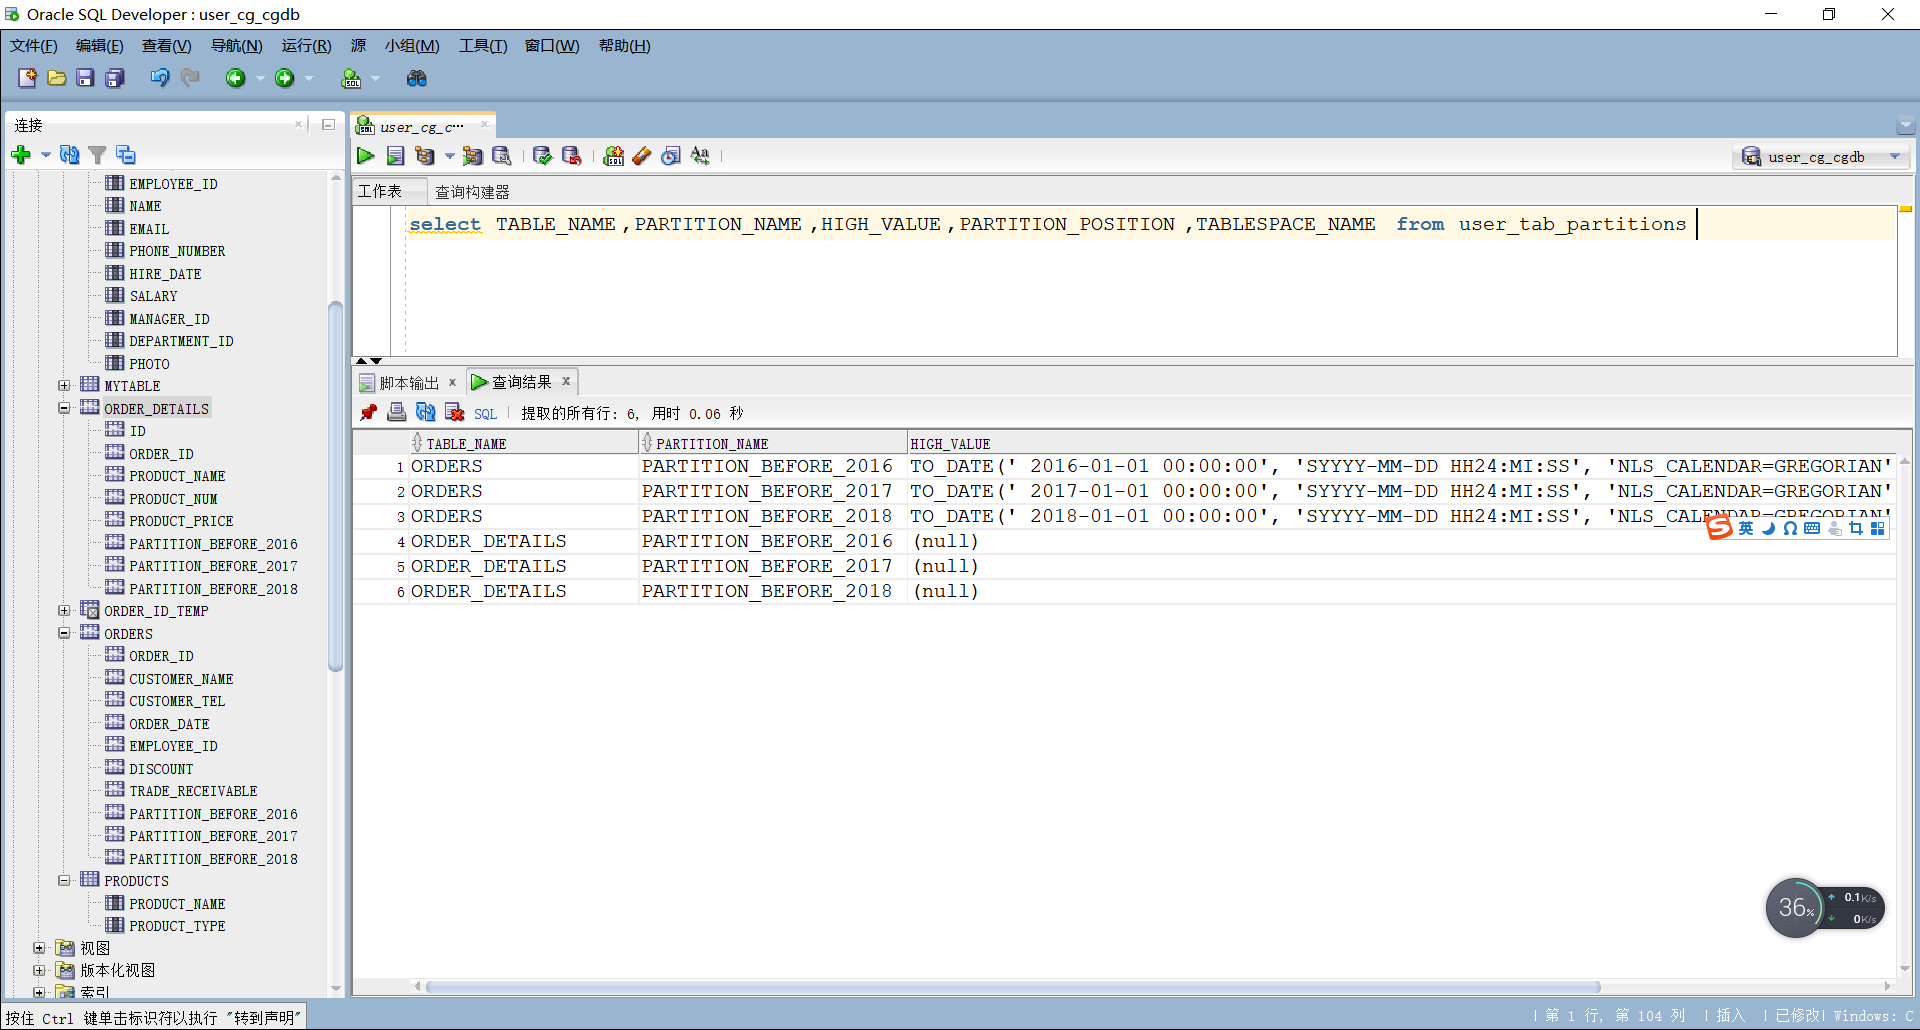 Oracle SQL Developer : user_cg_cgdb
文件(F) 编辑(E) 查看(V) 导航(N) 运行(R) 源 小组(M) 工具(T) 窗口(W) 帮助(H)
连接
EMPLOYEE_ID
NAME
EMAIL
PHONE_NUMBER
HIRE_DATE
SALARY
MANAGER_ID
DEPARTMENT_ID
PHOTO
MYTABLE
ORDER_DETAILS
ID
ORDER_ID
PRODUCT_NAME
PRODUCT_NUM
PRODUCT_PRICE
PARTITION_BEFORE_2016
PARTITION_BEFORE_2017
PARTITION_BEFORE_2018
ORDER_ID_TEMP
ORDERS
ORDER_ID
CUSTOMER_NAME
CUSTOMER_TEL
ORDER_DATE
EMPLOYEE_ID
DISCOUNT
TRADE_RECEIVABLE
PARTITION_BEFORE_2016
PARTITION_BEFORE_2017
PARTITION_BEFORE_2018
PRODUCTS
PRODUCT_NAME
PRODUCT_TYPE
视图
版本化视图
索引
user_cg_c…
user_cg_cgdb
工作表 查询构建器
select TABLE_NAME,PARTITION_NAME,HIGH_VALUE,PARTITION_POSITION,TABLESPACE_NAME from user_tab_partitions
脚本输出 x 查询结果 x
SQL 提取的所有行: 6, 用时 0.06 秒
TABLE_NAME PARTITION_NAME HIGH_VALUE
1 ORDERS PARTITION_BEFORE_2016 TO_DATE(' 2016-01-01 00:00:00', 'SYYYY-MM-DD HH24:MI:SS', 'NLS_CALENDAR=GREGORIAN'
2 ORDERS PARTITION_BEFORE_2017 TO_DATE(' 2017-01-01 00:00:00', 'SYYYY-MM-DD HH24:MI:SS', 'NLS_CALENDAR=GREGORIAN'
3 ORDERS PARTITION_BEFORE_2018 TO_DATE(' 2018-01-01 00:00:00', 'SYYYY-MM-DD HH24:MI:SS', 'NLS_CALENDAR=GREGORIAN'
4 ORDER_DETAILS PARTITION_BEFORE_2016 (null)
5 ORDER_DETAILS PARTITION_BEFORE_2017 (null)
6 ORDER_DETAILS PARTITION_BEFORE_2018 (null)
S 英
36% 0.1K/s
0K/s
按住 Ctrl 键单击标识符以执行 "转到声明"
第 1 行, 第 104 列 | 插入 | 已修改| Windows: C